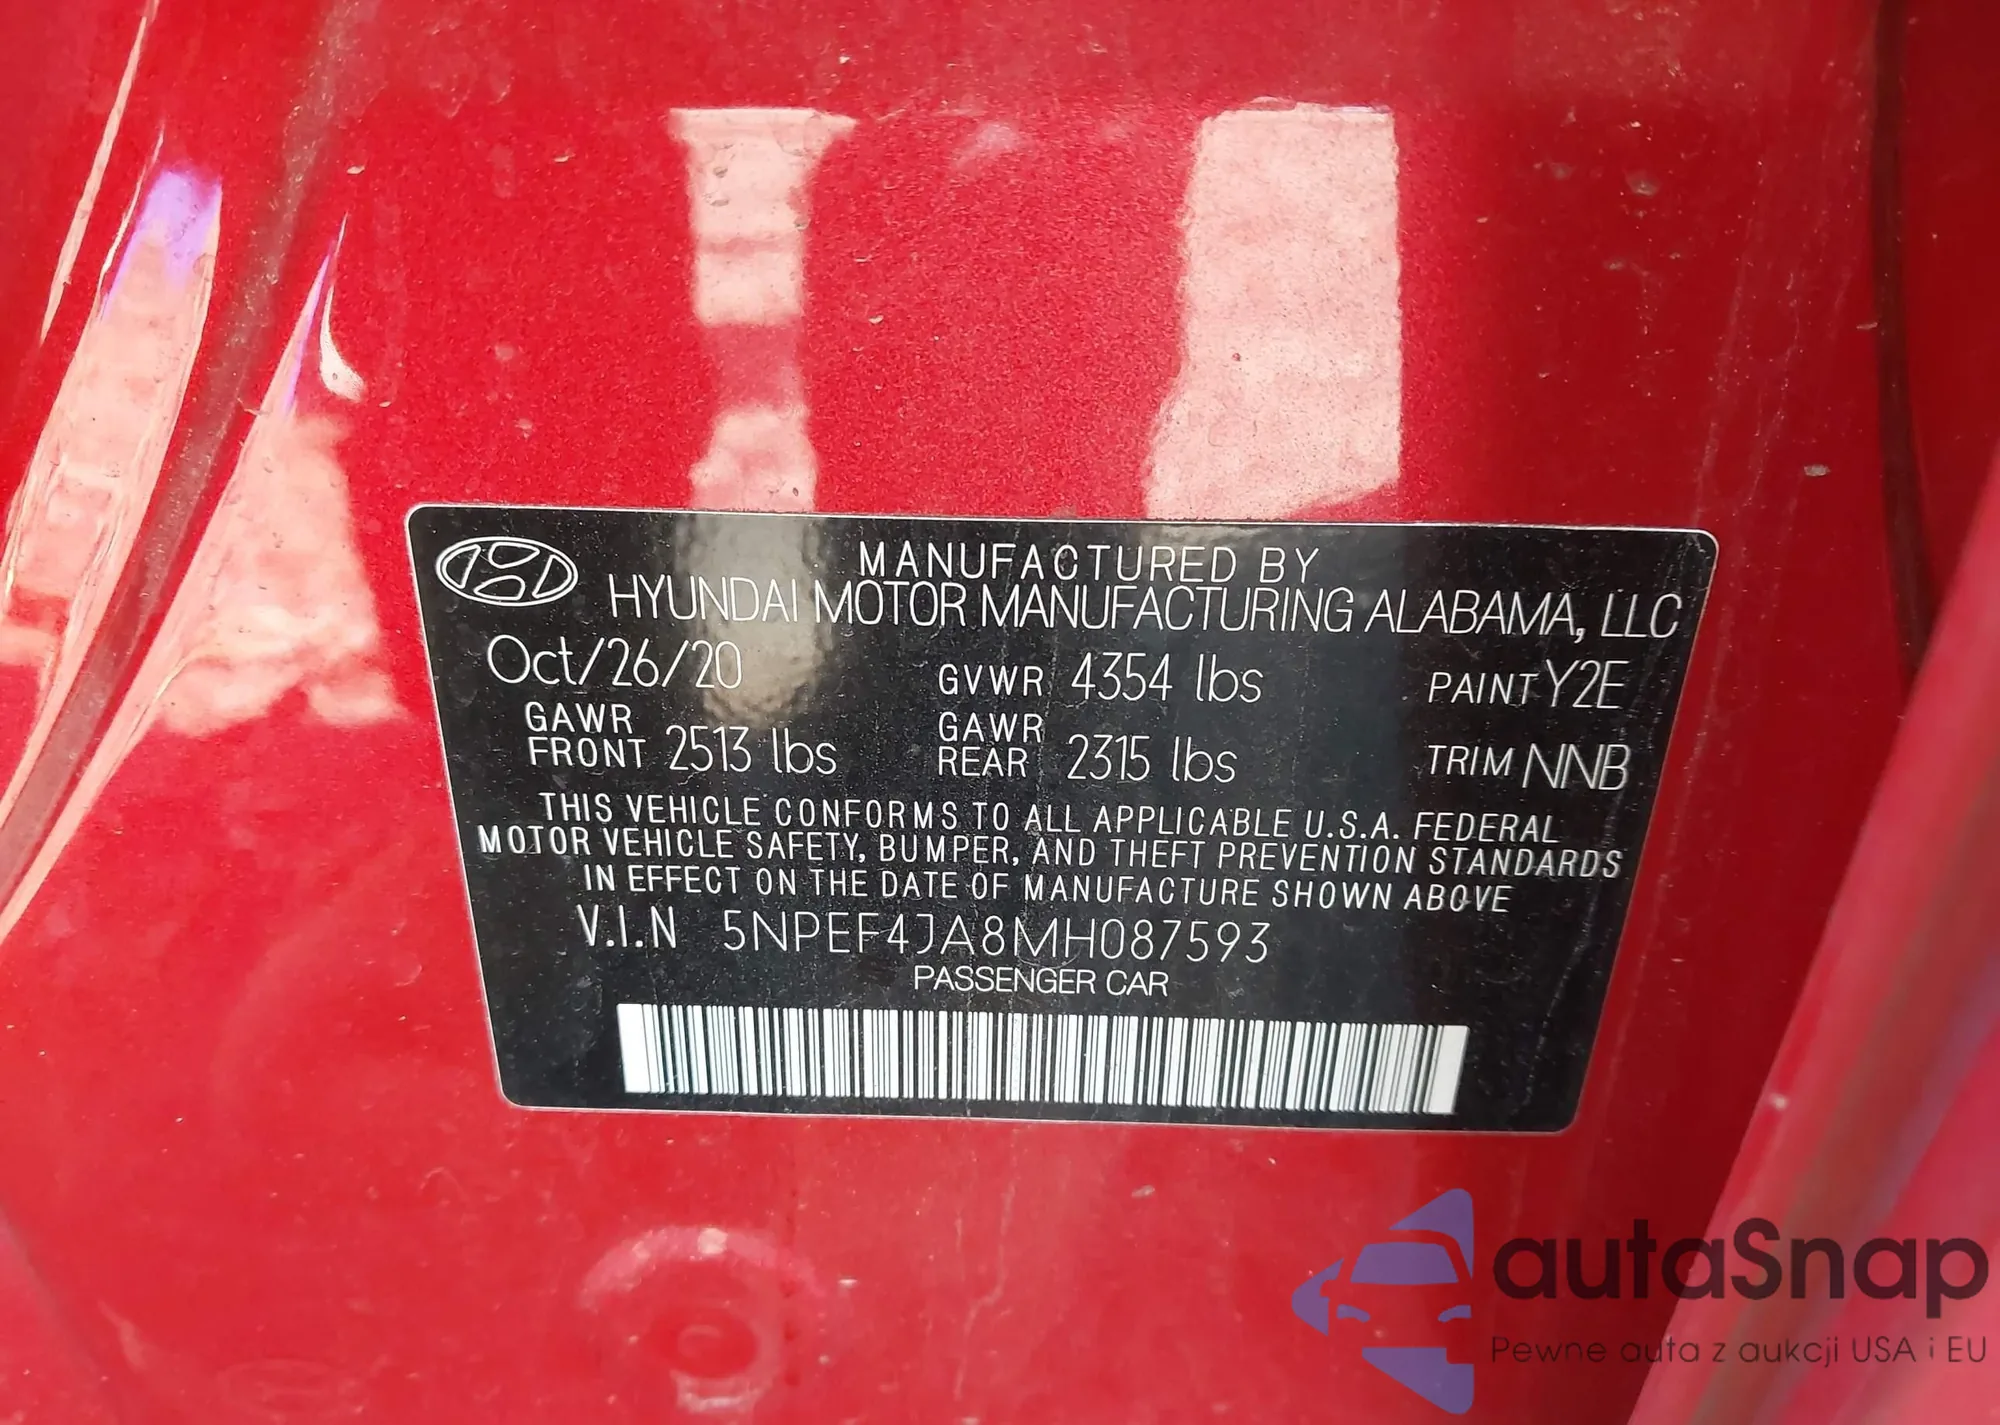 MANUFACTURED BY
HYUNDAI MOTOR MANUFACTURING ALABAMA, LLC
Oct/26/20 GVWR 4354 lbs PAINT Y2E
GAWR FRONT 2513 lbs GAWR REAR 2315 lbs TRIM NNB
THIS VEHICLE CONFORMS TO ALL APPLICABLE U.S.A. FEDERAL
MOTOR VEHICLE SAFETY, BUMPER, AND THEFT PREVENTION STANDARDS
IN EFFECT ON THE DATE OF MANUFACTURE SHOWN ABOVE
V.I.N 5NPEF4JA8MH087593
PASSENGER CAR
autaSnap
Pewne auta z aukcji USA i EU